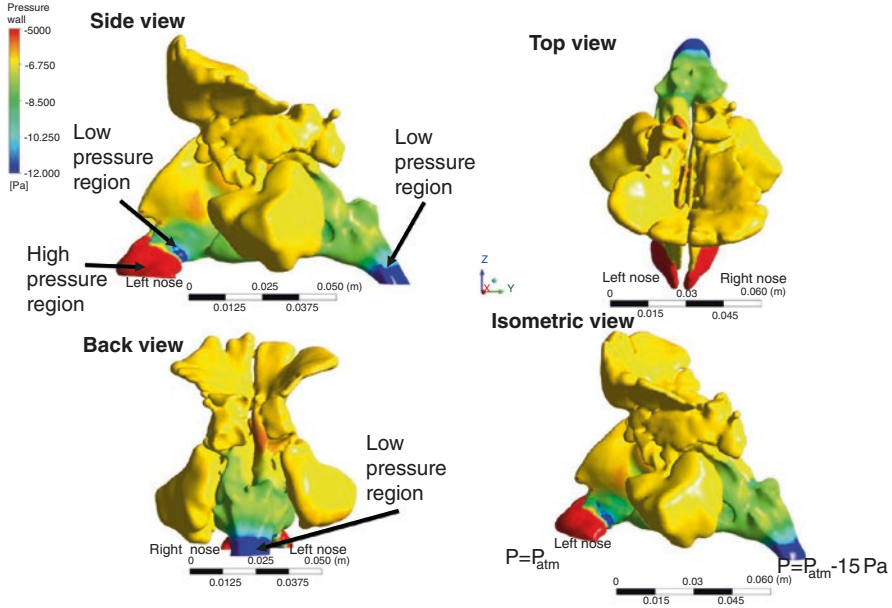 Pressure
wall
-5000
-6.750
-8.500
-10.250
-12.000
[Pa]
Side view
Low
pressure
region
Low
pressure
region
High
pressure
region
Left nose
0 0.025 0.050 (m)
0.0125 0.0375
Top view
Left nose Right nose
0 0.03 0.060 (m)
0.015 0.045
Z
X Y
Back view
Low
pressure
region
Right nose Left nose
0 0.025 0.050 (m)
0.0125 0.0375
Isometric view
Left nose
P=Patm
P=Patm-15 Pa
0 0.03 0.060 (m)
0.015 0.045